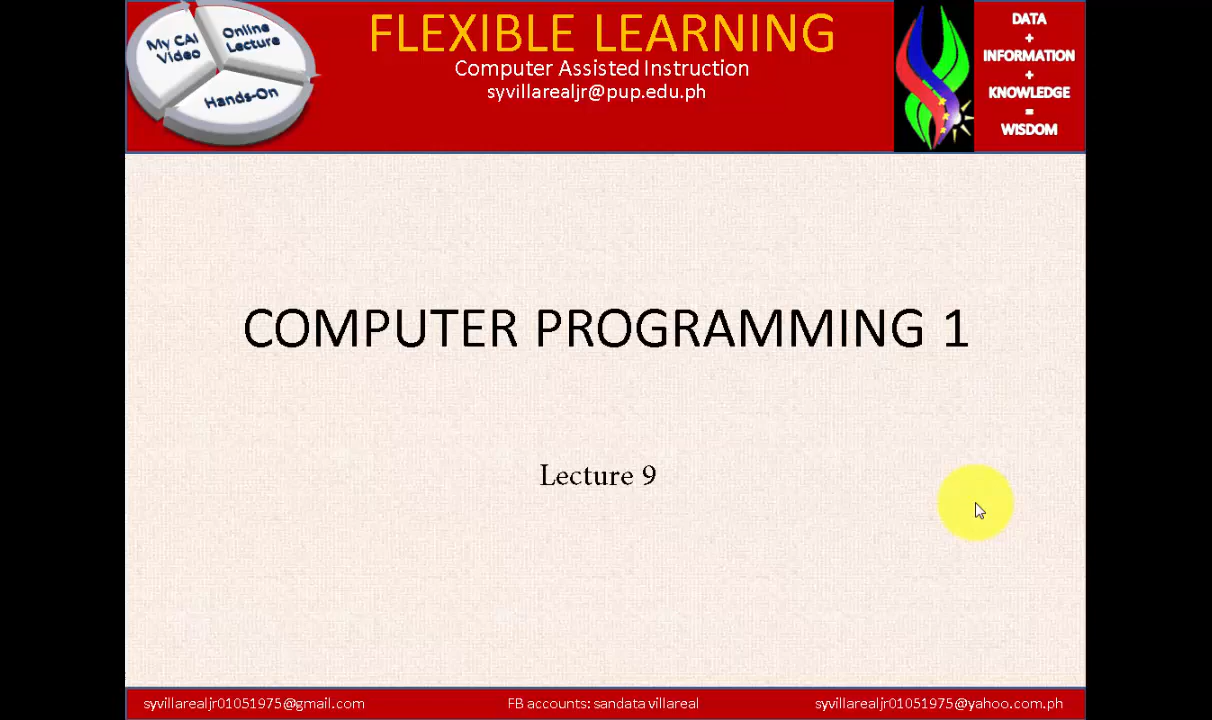 My CAI
Video
Online
Lecture
Hands-On
FLEXIBLE LEARNING
Computer Assisted Instruction
syvillarealjr@pup.edu.ph
DATA
+
INFORMATION
+
KNOWLEDGE
=
WISDOM
COMPUTER PROGRAMMING 1
Lecture 9
syvillarealjr01051975@gmail.com
FB accounts: sandata villareal
syvillarealjr01051975@yahoo.com.ph